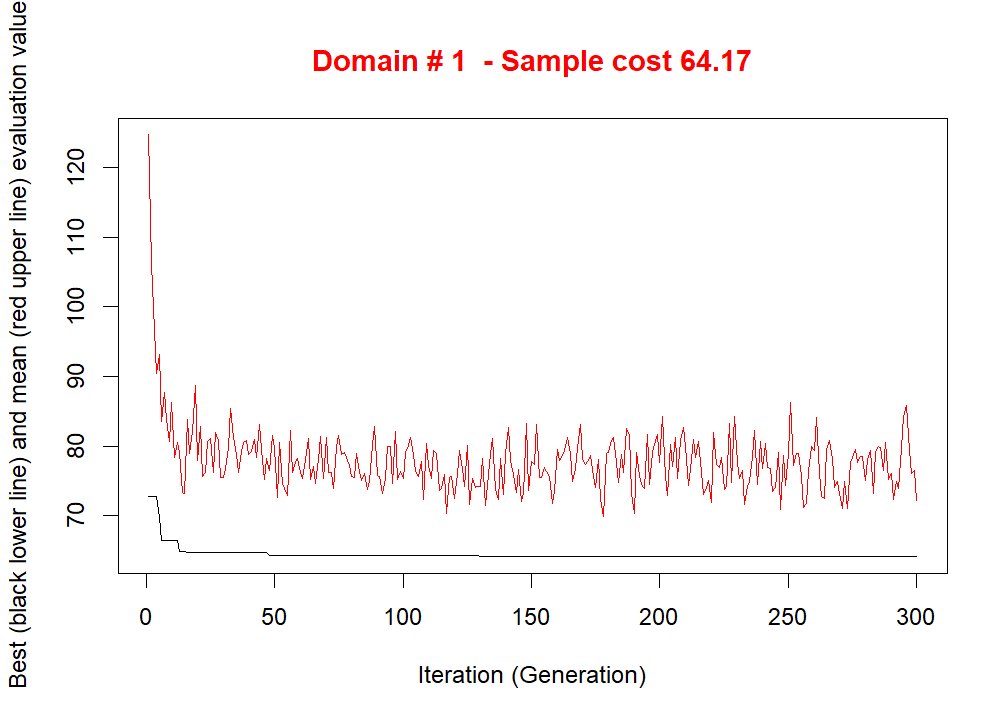 Domain # 1  - Sample cost 64.17
Best (black lower line) and mean (red upper line) evaluation value
120
110
100
90
80
70
0 50 100 150 200 250 300
Iteration (Generation)